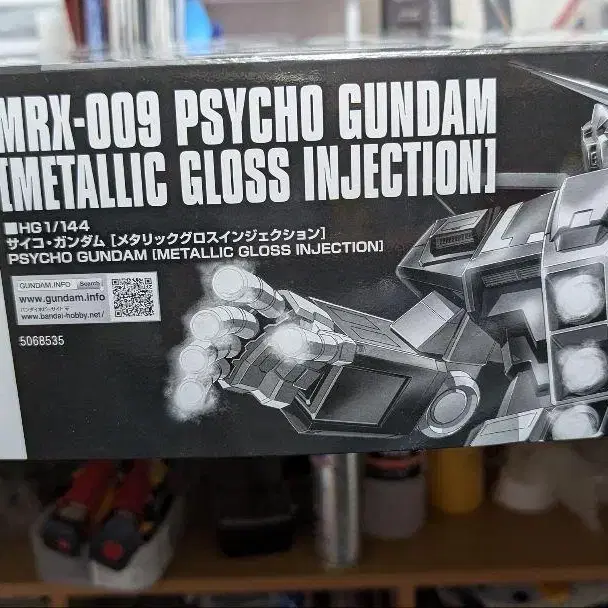 MRX-009 PSYCHO GUNDAM
[METALLIC GLOSS INJECTION]
■HG1/144
サイコ・ガンダム [メタリックグロスインジェクション]
PSYCHO GUNDAM [METALLIC GLOSS INJECTION]
GUNDAM.INFO Search
www.gundam.info
www.bandai-hobby.net/
5068535